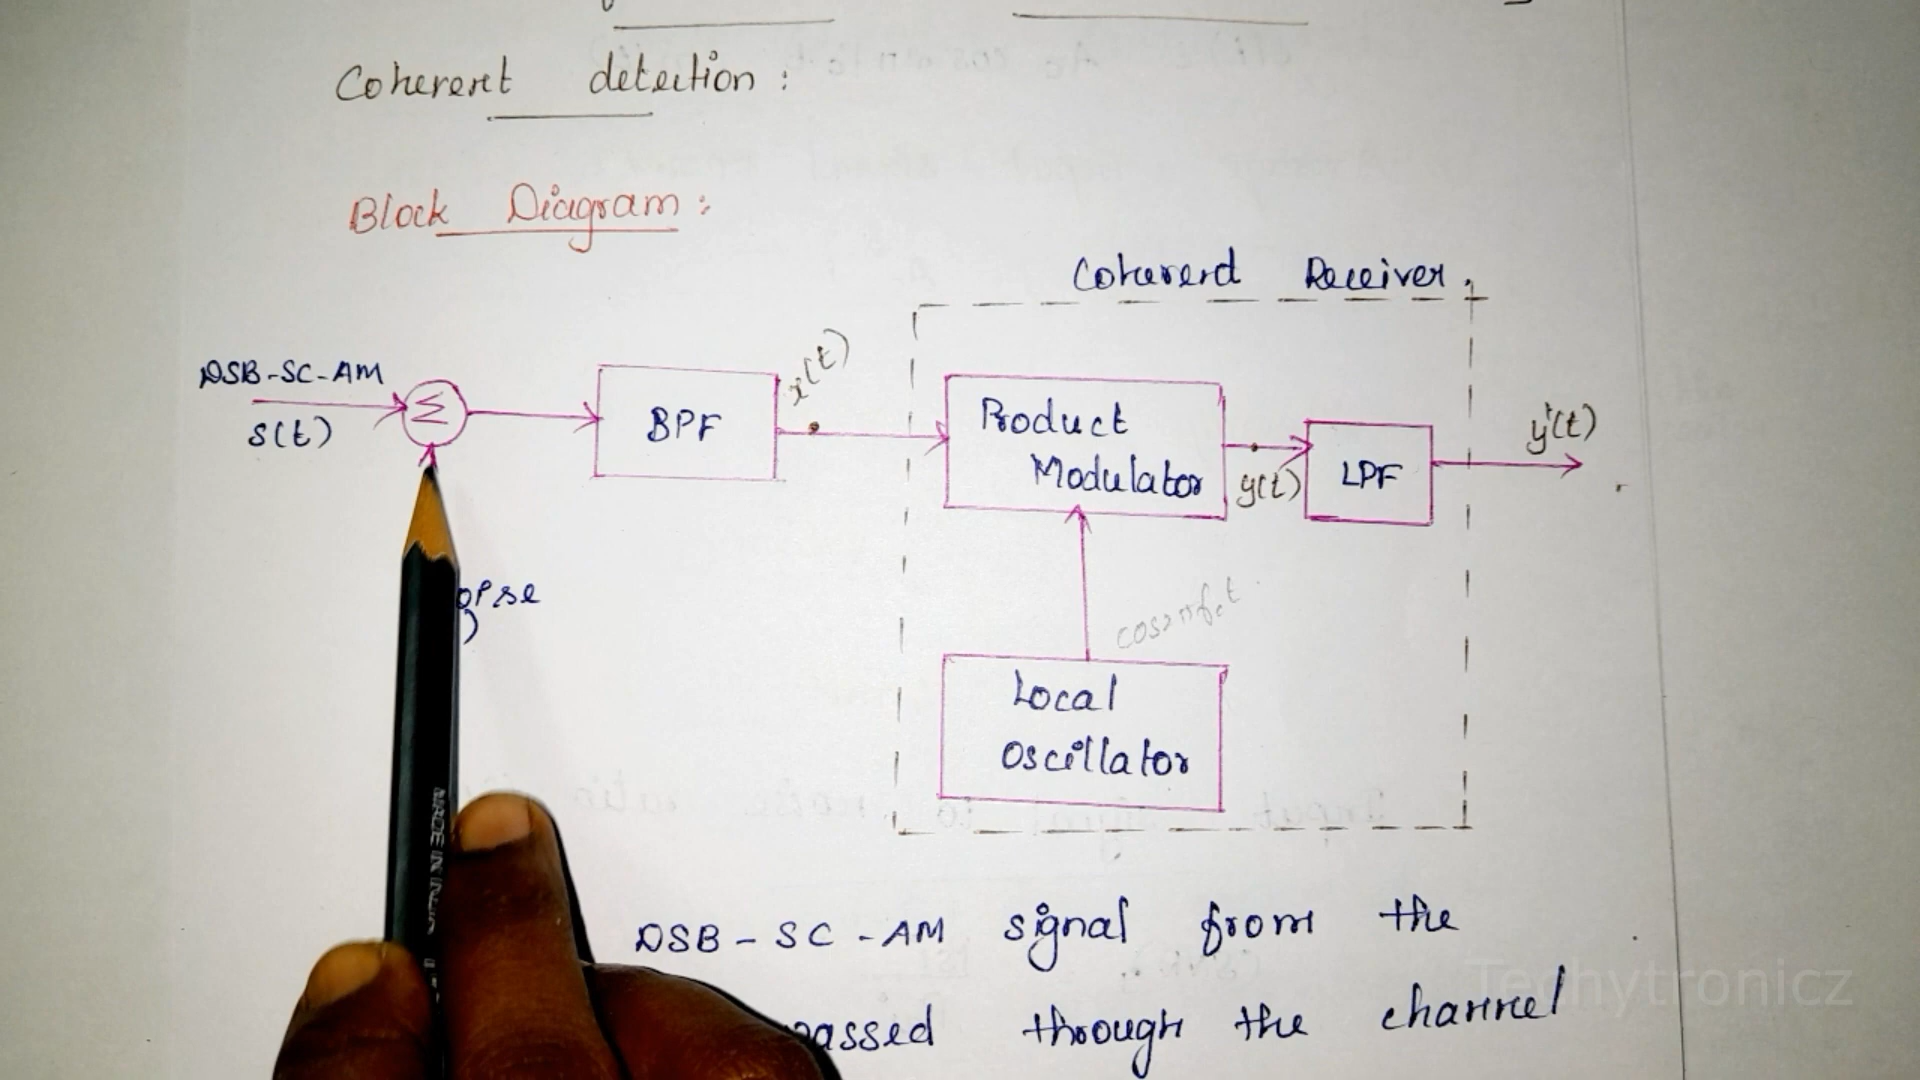 Coherent detection :
Block Diagram :
Coherent Receiver.
DSB-SC-AM
s(t)
Σ
BPF
x(t)
Product
Modulator
y(t)
LPF
y'(t)
cos2πfct
Local
Oscillator
DSB - SC - AM signal from the
passed through the channel
Techytronicz